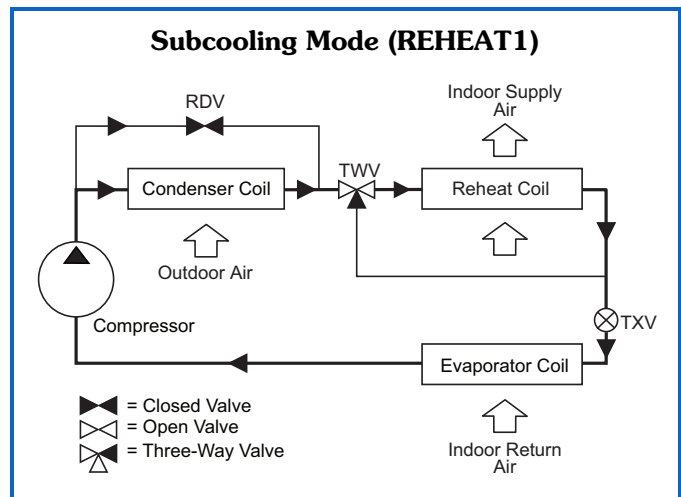 Subcooling Mode (REHEAT1)
RDV
Indoor Supply
Air
TWV
Condenser Coil
Reheat Coil
Outdoor Air
Compressor
TXV
Evaporator Coil
= Closed Valve
= Open Valve
= Three-Way Valve
Indoor Return
Air